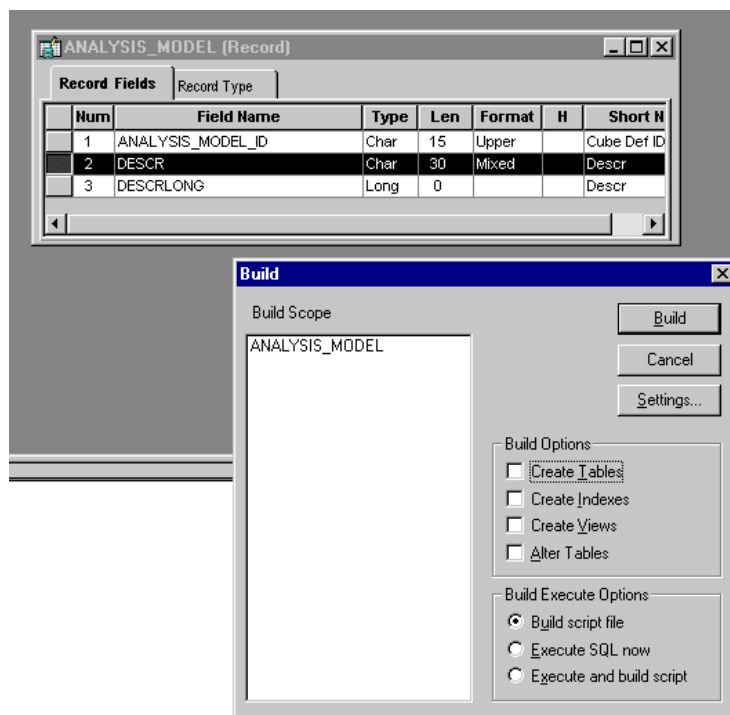 ANALYSIS_MODEL (Record)
Record Fields Record Type
Num Field Name Type Len Format H Short N
1 ANALYSIS_MODEL_ID Char 15 Upper Cube Def ID
2 DESCR Char 30 Mixed Descr
3 DESCRLONG Long 0 Descr
Build
Build Scope
ANALYSIS_MODEL
Build
Cancel
Settings...
Build Options
Create Tables
Create Indexes
Create Views
Alter Tables
Build Execute Options
Build script file
Execute SQL now
Execute and build script